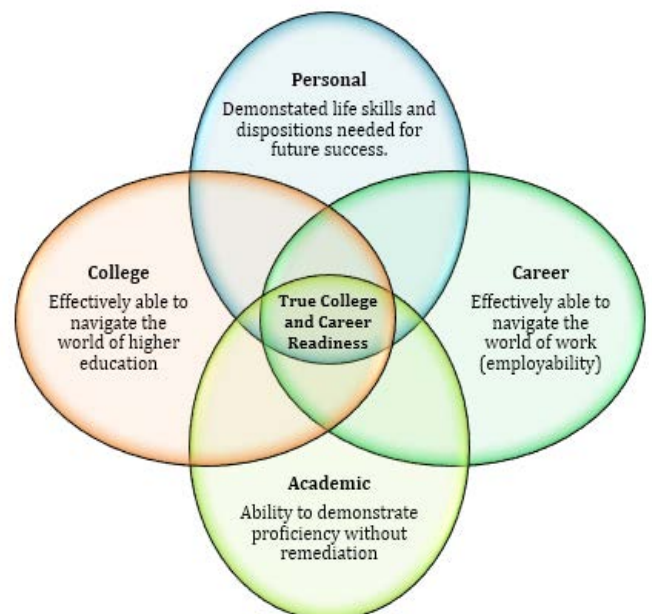 Personal
Demonstated life skills and
dispositions needed for
future success.
College
Effectively able to
navigate the
world of higher
education
True College
and Career
Readiness
Career
Effectively able to
navigate the
world of work
(employability)
Academic
Ability to demonstrate
proficiency without
remediation